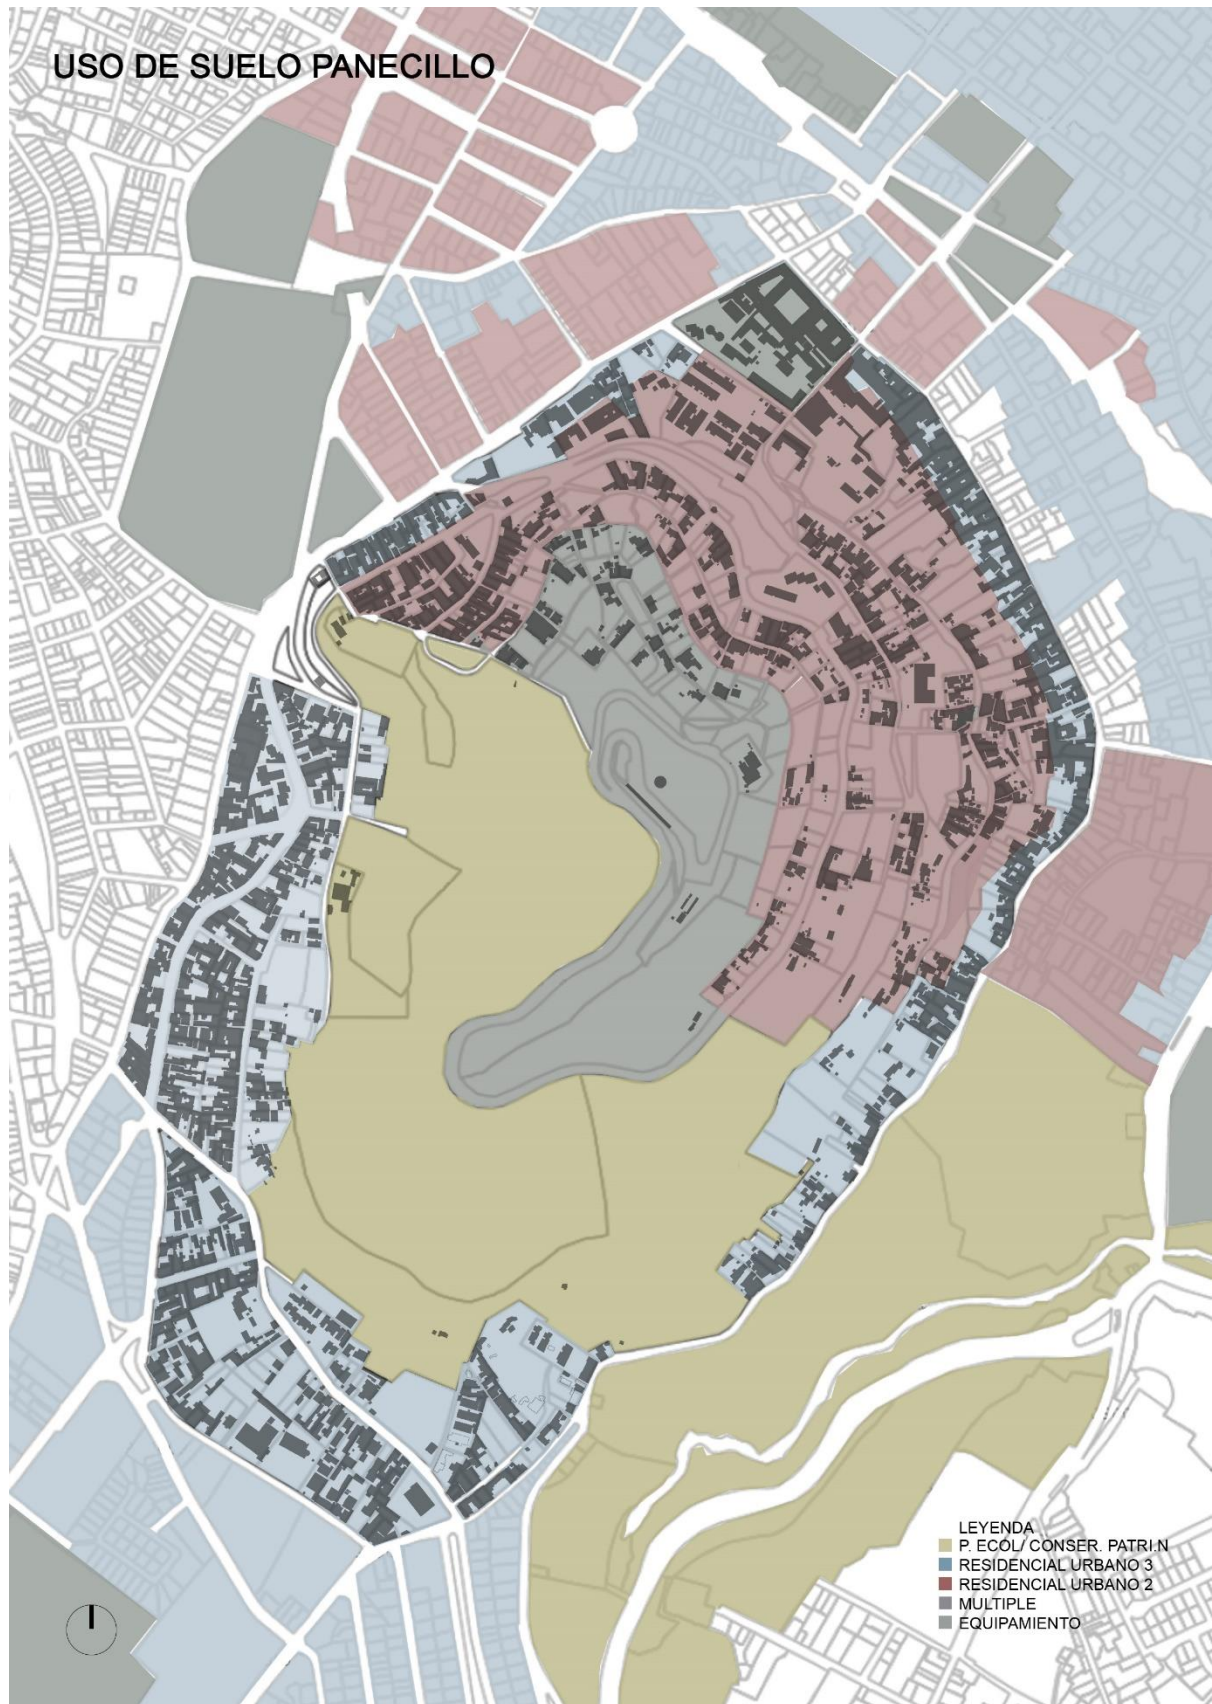 USO DE SUELO PANECILLO
LEYENDA
P. ECOL/ CONSER. PATRI.N
RESIDENCIAL URBANO 3
RESIDENCIAL URBANO 2
MULTIPLE
EQUIPAMIENTO